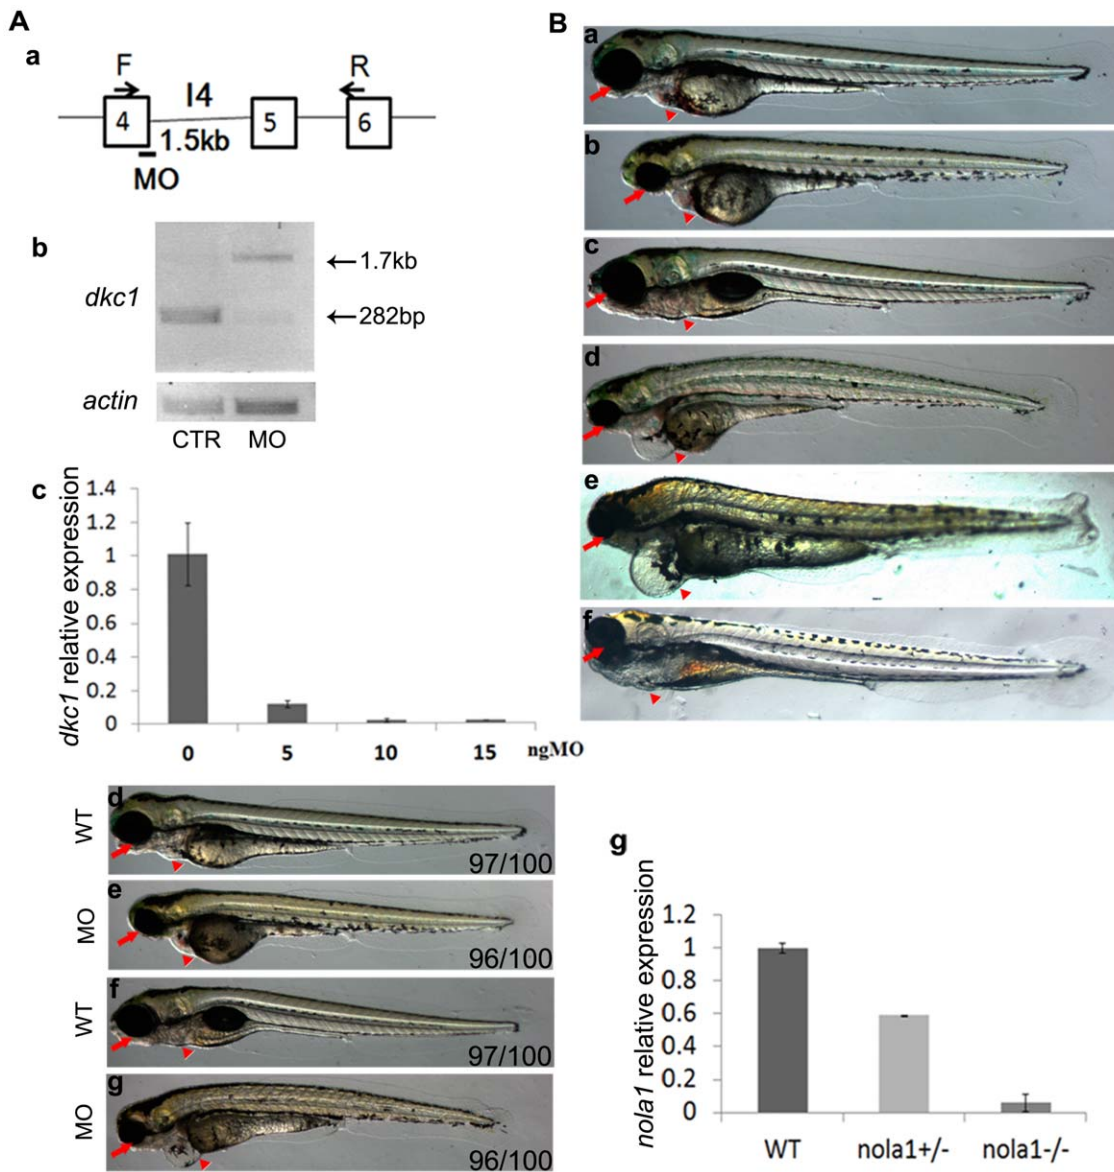 A
a
F
R
4
I4
5
6
1.5kb
MO
b
dkc1
←1.7kb
←282bp
actin
CTR MO
c
dkc1 relative expression
1.4
1.2
1
0.8
0.6
0.4
0.2
0
0 5 10 15 ngMO
WT
d
97/100
MO
e
96/100
WT
f
97/100
MO
g
96/100
B
a
b
c
d
e
f
g
nola1 relative expression
1.2
1
0.8
0.6
0.4
0.2
0
WT nola1+/- nola1-/-